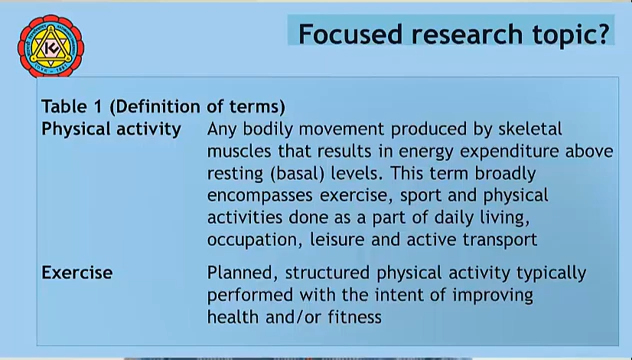 Focused research topic?
Table 1 (Definition of terms)
Physical activity Any bodily movement produced by skeletal
muscles that results in energy expenditure above
resting (basal) levels. This term broadly
encompasses exercise, sport and physical
activities done as a part of daily living,
occupation, leisure and active transport
Exercise Planned, structured physical activity typically
performed with the intent of improving
health and/or fitness